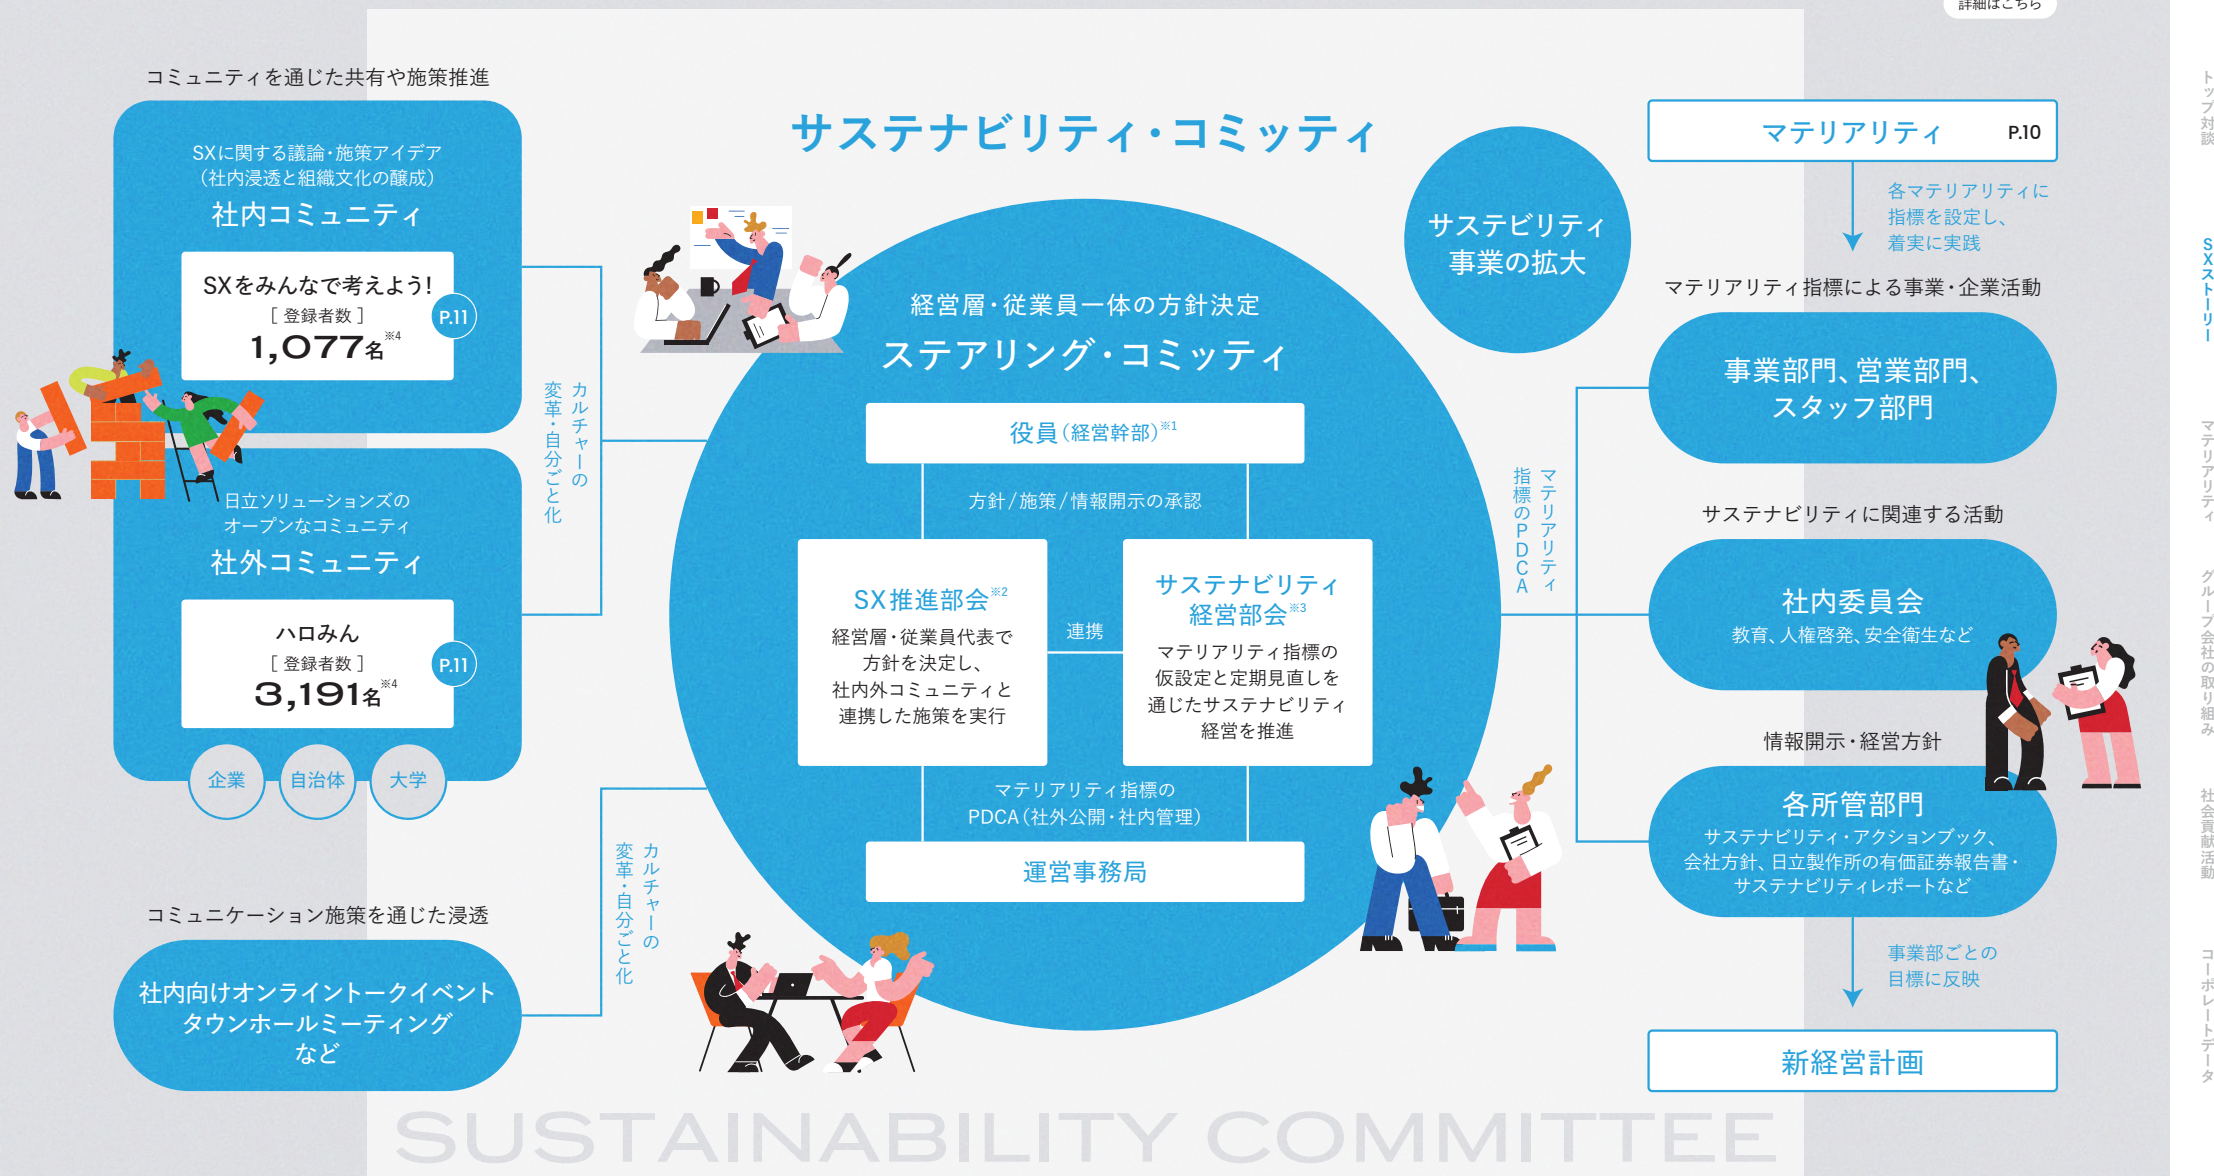 詳細はこちら
コミュニティを通じた共有や施策推進
SXに関する議論・施策アイデア
（社内浸透と組織文化の醸成）
社内コミュニティ
SXをみんなで考えよう！
［ 登録者数 ］
1,077名※4
P.11
日立ソリューションズの
オープンなコミュニティ
社外コミュニティ
ハロみん
［ 登録者数 ］
3,191名※4
P.11
企業
自治体
大学
カルチャーの
変革・自分ごと化
コミュニケーション施策を通じた浸透
社内向けオンライントークイベント
タウンホールミーティング
など
カルチャーの
変革・自分ごと化
サステナビリティ・コミッティ
経営層・従業員一体の方針決定
ステアリング・コミッティ
役員（経営幹部）※1
方針/施策/情報開示の承認
SX推進部会※2
経営層・従業員代表で
方針を決定し、
社内外コミュニティと
連携した施策を実行
連携
サステナビリティ
経営部会※3
マテリアリティ指標の
仮設定と定期見直しを
通じたサステナビリティ
経営を推進
マテリアリティ指標の
PDCA（社外公開・社内管理）
運営事務局
サステビリティ
事業の拡大
マテリアリティ
指標のPDCA
マテリアリティ P.10
各マテリアリティに
指標を設定し、
着実に実践
マテリアリティ指標による事業・企業活動
事業部門、営業部門、
スタッフ部門
サステナビリティに関連する活動
社内委員会
教育、人権啓発、安全衛生など
情報開示・経営方針
各所管部門
サステナビリティ・アクションブック、
会社方針、日立製作所の有価証券報告書・
サステナビリティレポートなど
事業部ごとの
目標に反映
新経営計画
SUSTAINABILITY COMMITTEE
トップ対談
SXストーリー
マテリアリティ
グループ会社の取り組み
社会貢献活動
コーポレートデータ